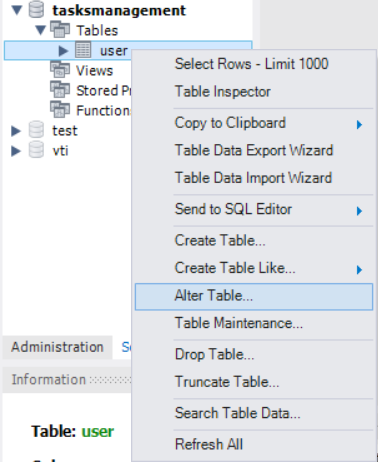 tasksmanagement
Tables
user
Views
Stored Pr
Function
test
vti
Select Rows - Limit 1000
Table Inspector
Copy to Clipboard
Table Data Export Wizard
Table Data Import Wizard
Send to SQL Editor
Create Table...
Create Table Like...
Alter Table...
Table Maintenance...
Drop Table...
Truncate Table...
Search Table Data...
Refresh All
Administration
Information
Table: user